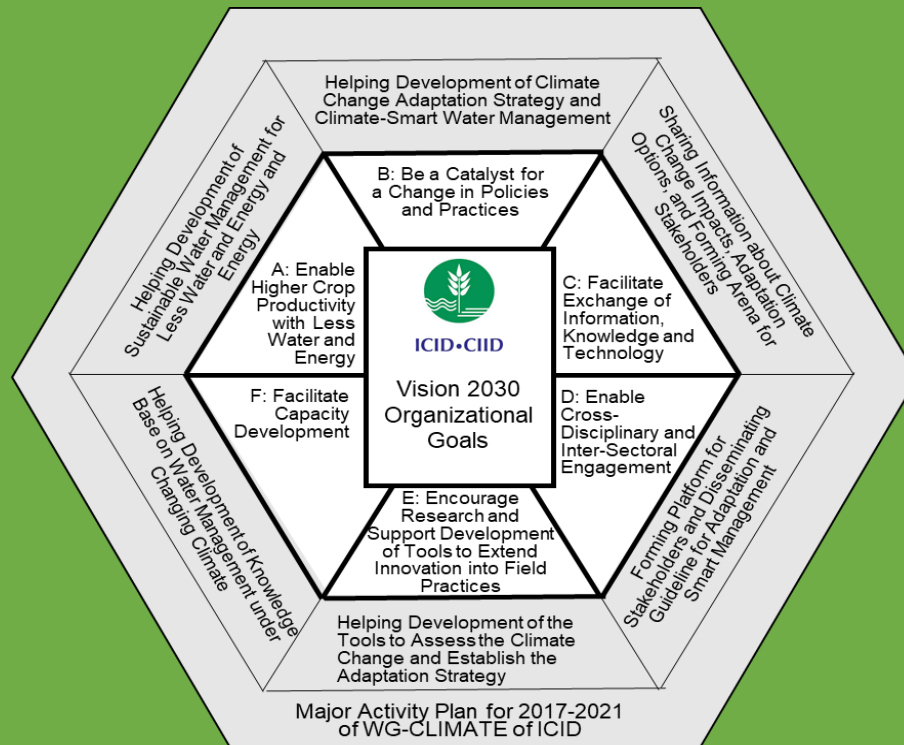 Helping Development of Climate
Change Adaptation Strategy and
Climate-Smart Water Management
Helping Development of
Sustainable Water Management for
Less Water and Energy and
Energy
Sharing Information about Climate
Change Impacts, Adaptation
Options, and Forming Arena for
Stakeholders
B: Be a Catalyst for
a Change in Policies
and Practices
A: Enable
Higher Crop
Productivity
with Less
Water and
Energy
ICID•CIID
Vision 2030
Organizational
Goals
C: Facilitate
Exchange of
Information,
Knowledge and
Technology
F: Facilitate
Capacity
Development
D: Enable
Cross-
Disciplinary and
Inter-Sectoral
Engagement
E: Encourage
Research and
Support Development
of Tools to Extend
Innovation into Field
Practices
Helping Development of Knowledge
Base on Water Management under
Changing Climate
Forming Platform for
Stakeholders and Disseminating
Guideline for Adaptation and
Smart Management
Helping Development of the
Tools to Assess the Climate
Change and Establish the
Adaptation Strategy
Major Activity Plan for 2017-2021
of WG-CLIMATE of ICID